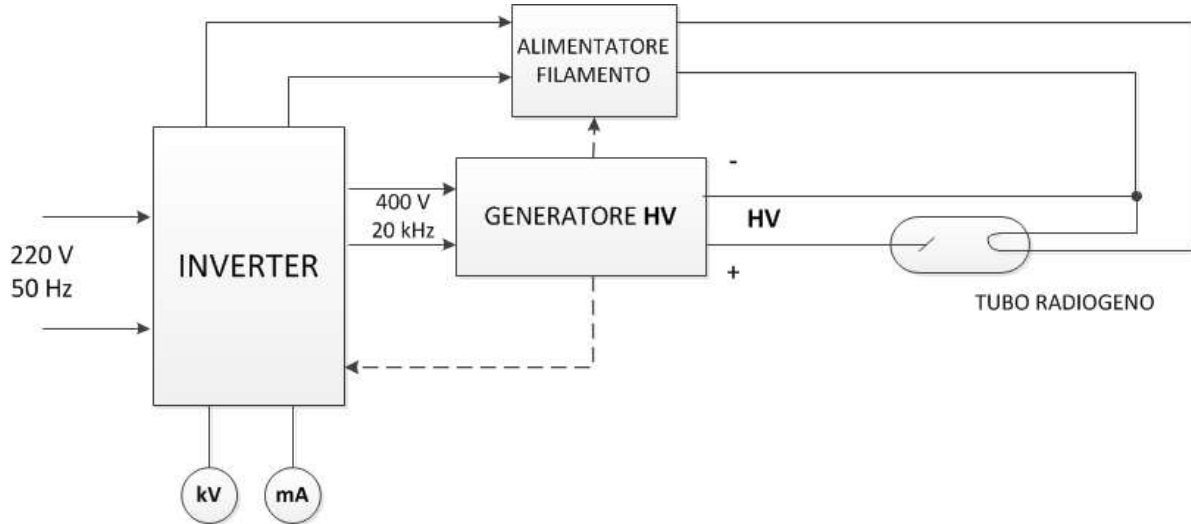 ALIMENTATORE
FILAMENTO
220 V
50 Hz
INVERTER
400 V
20 kHz
GENERATORE HV
-
HV
+
TUBO RADIOGENO
kV
mA